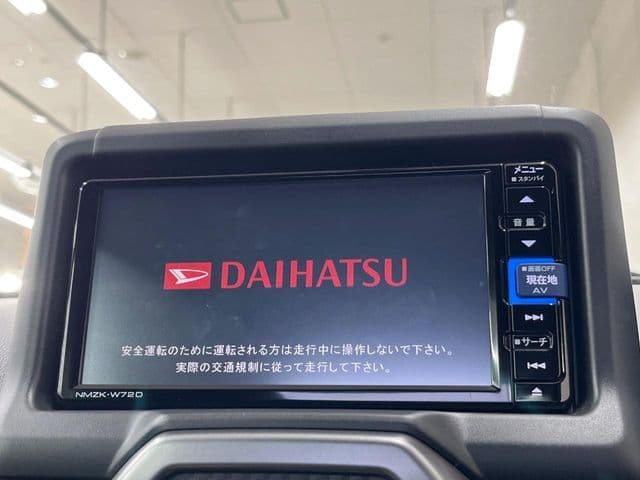 メニュー
■スタンバイ
音量
DAIHATSU
■画面OFF
現在地
AV
■サーチ
安全運転のために運転される方は走行中に操作しないで下さい。
実際の交通規制に従って走行して下さい。
NMZK-W72D